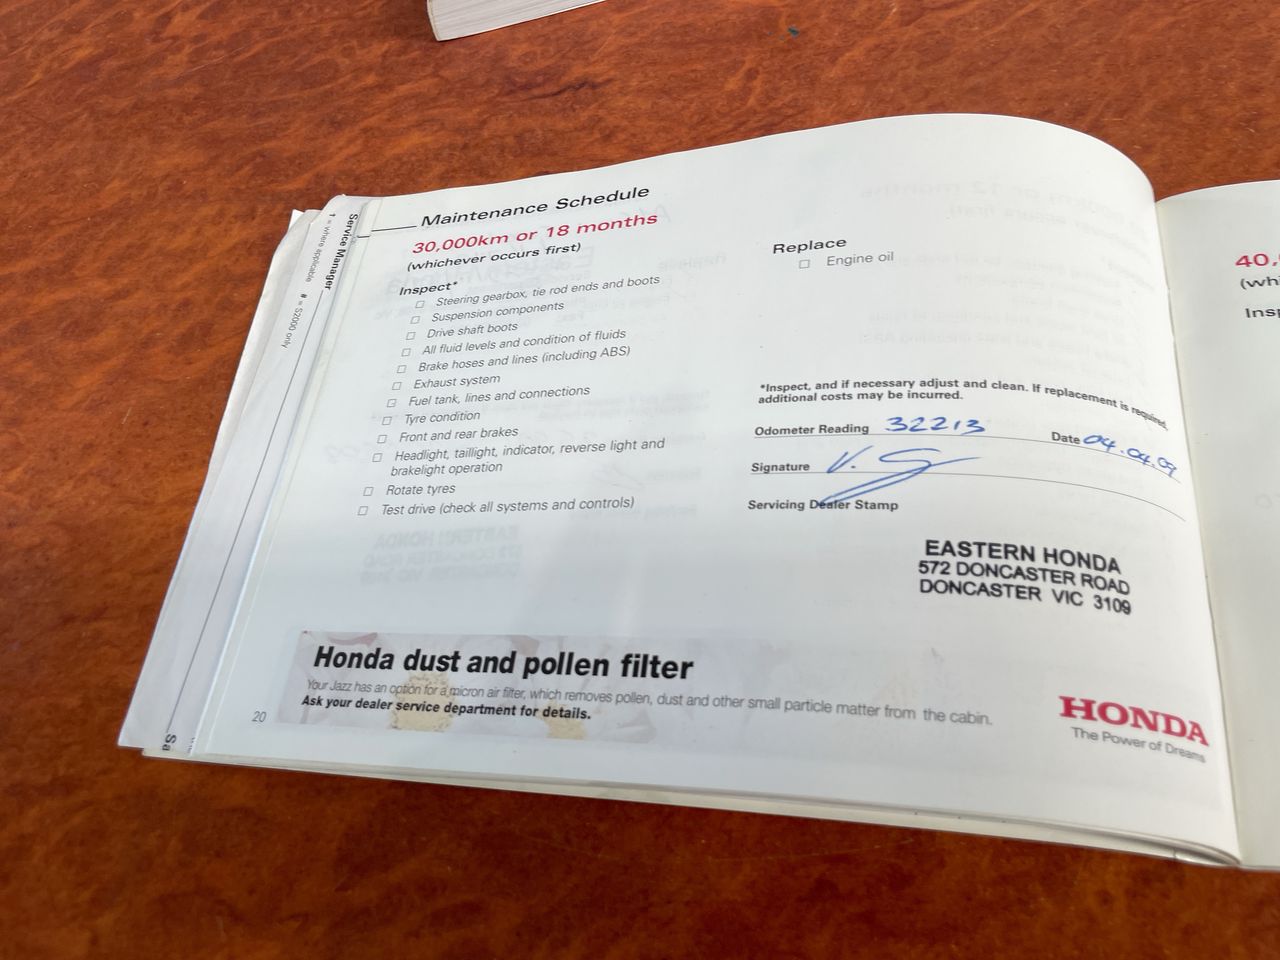 Service Manager
† = where applicable   # = S2000 only
Maintenance Schedule
30,000km or 18 months
(whichever occurs first)
Inspect*
☐ Steering gearbox, tie rod ends and boots
☐ Suspension components
☐ Drive shaft boots
☐ All fluid levels and condition of fluids
☐ Brake hoses and lines (including ABS)
☐ Exhaust system
☐ Fuel tank, lines and connections
☐ Tyre condition
☐ Front and rear brakes
☐ Headlight, taillight, indicator, reverse light and
brakelight operation
☐ Rotate tyres
☐ Test drive (check all systems and controls)
Replace
☐ Engine oil
*Inspect, and if necessary adjust and clean. If replacement is required,
additional costs may be incurred.
Odometer Reading 32213 Date 04.04.09
Signature
Servicing Dealer Stamp
EASTERN HONDA
572 DONCASTER ROAD
DONCASTER VIC 3109
Honda dust and pollen filter
Your Jazz has an option for a micron air filter, which removes pollen, dust and other small particle matter from the cabin.
Ask your dealer service department for details.
20
HONDA
The Power of Dreams
40,
(whi
Insp